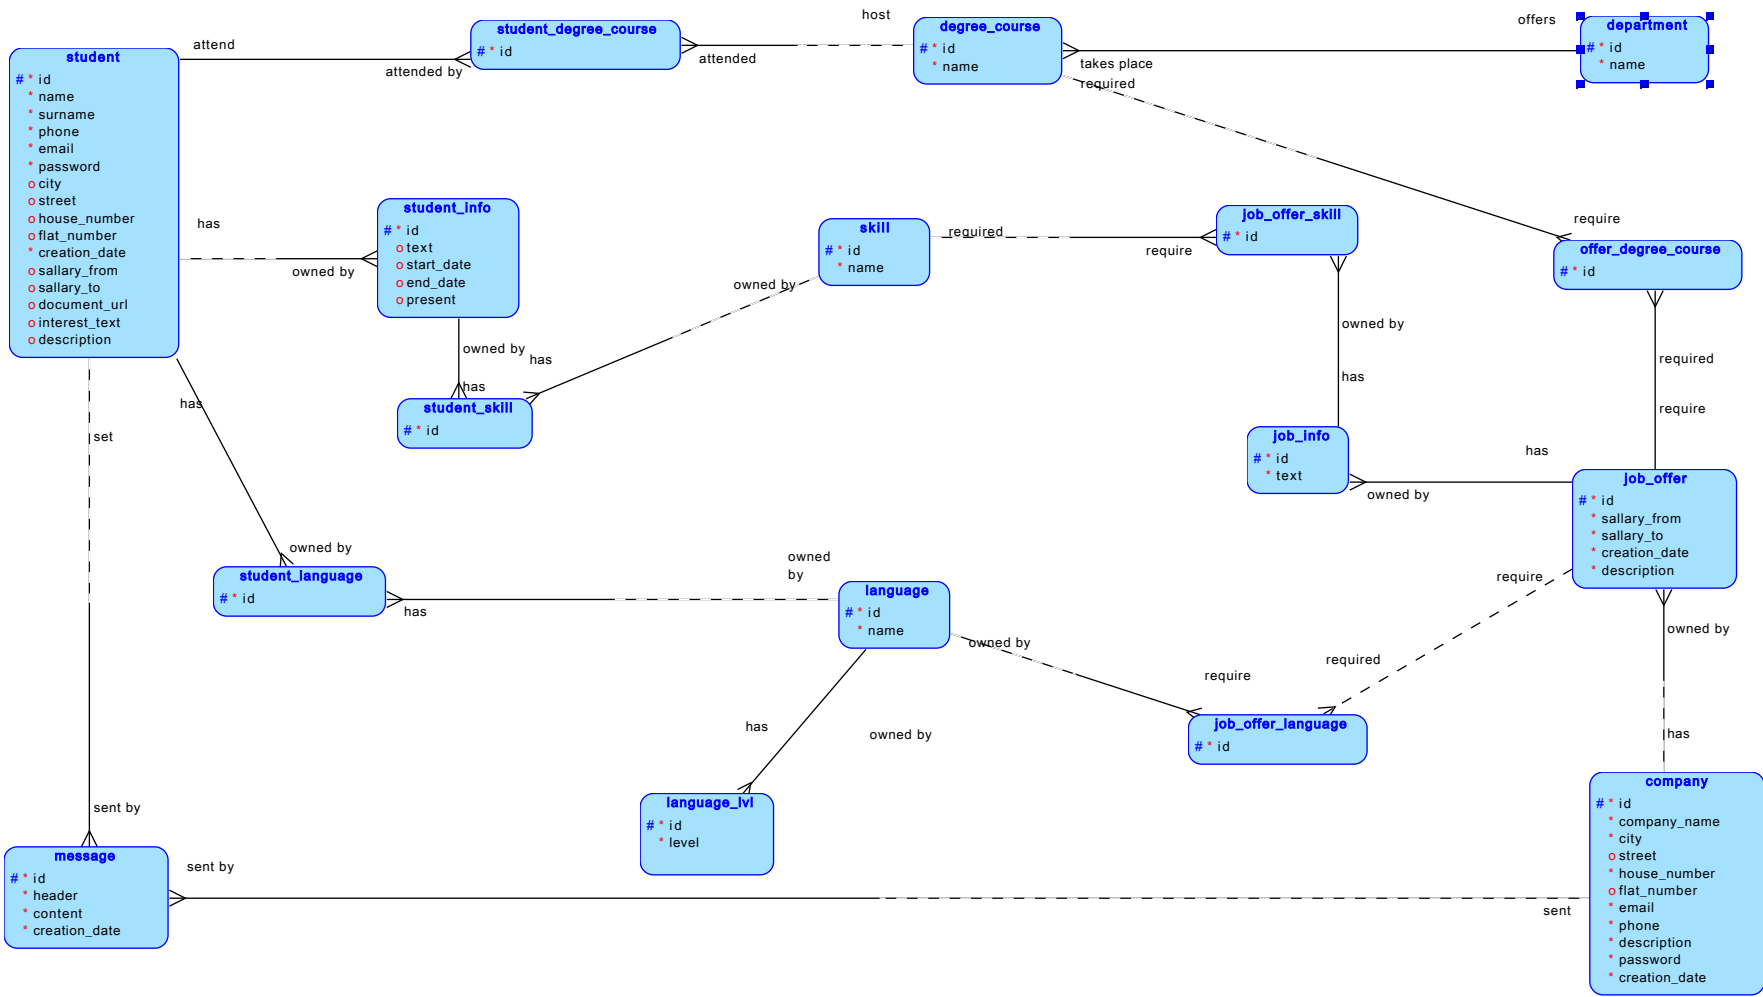 host
offers
attend
attended by
attended
takes place
required
student_degree_course
# * id
degree_course
# * id
* name
department
# * id
* name
student
# * id
* name
* surname
* phone
* email
* password
o city
o street
o house_number
o flat_number
* creation_date
o sallary_from
o sallary_to
o document_url
o interest_text
o description
has
owned by
student_info
# * id
o text
o start_date
o end_date
o present
skill
# * id
* name
required
require
job_offer_skill
# * id
require
offer_degree_course
# * id
owned by
has
owned by
has
student_skill
# * id
owned by
has
required
require
job_info
# * id
* text
has
owned by
job_offer
# * id
* sallary_from
* sallary_to
* creation_date
* description
has
set
owned by
student_language
# * id
has
owned
by
language
# * id
* name
owned by
require
require
required
job_offer_language
# * id
owned by
has
has
owned by
language_lvl
# * id
* level
sent by
message
# * id
* header
* content
* creation_date
sent by
sent
company
# * id
* company_name
* city
o street
* house_number
o flat_number
* email
* phone
* description
* password
* creation_date